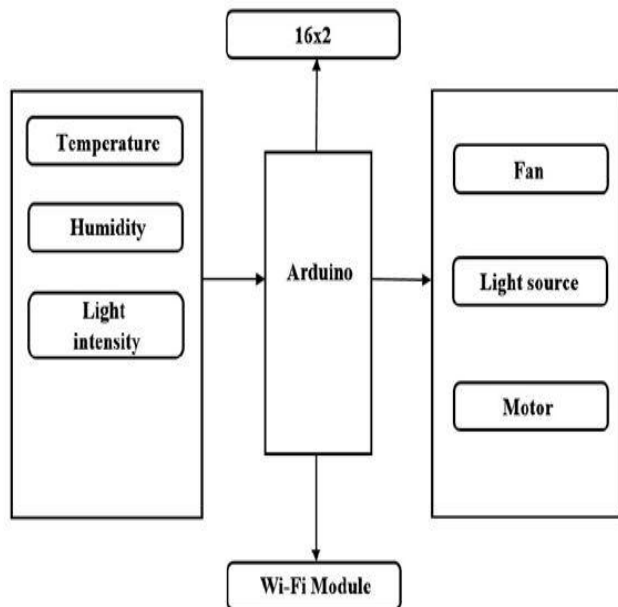 16x2
Temperature
Humidity
Light
intensity
Arduino
Fan
Light source
Motor
Wi-Fi Module